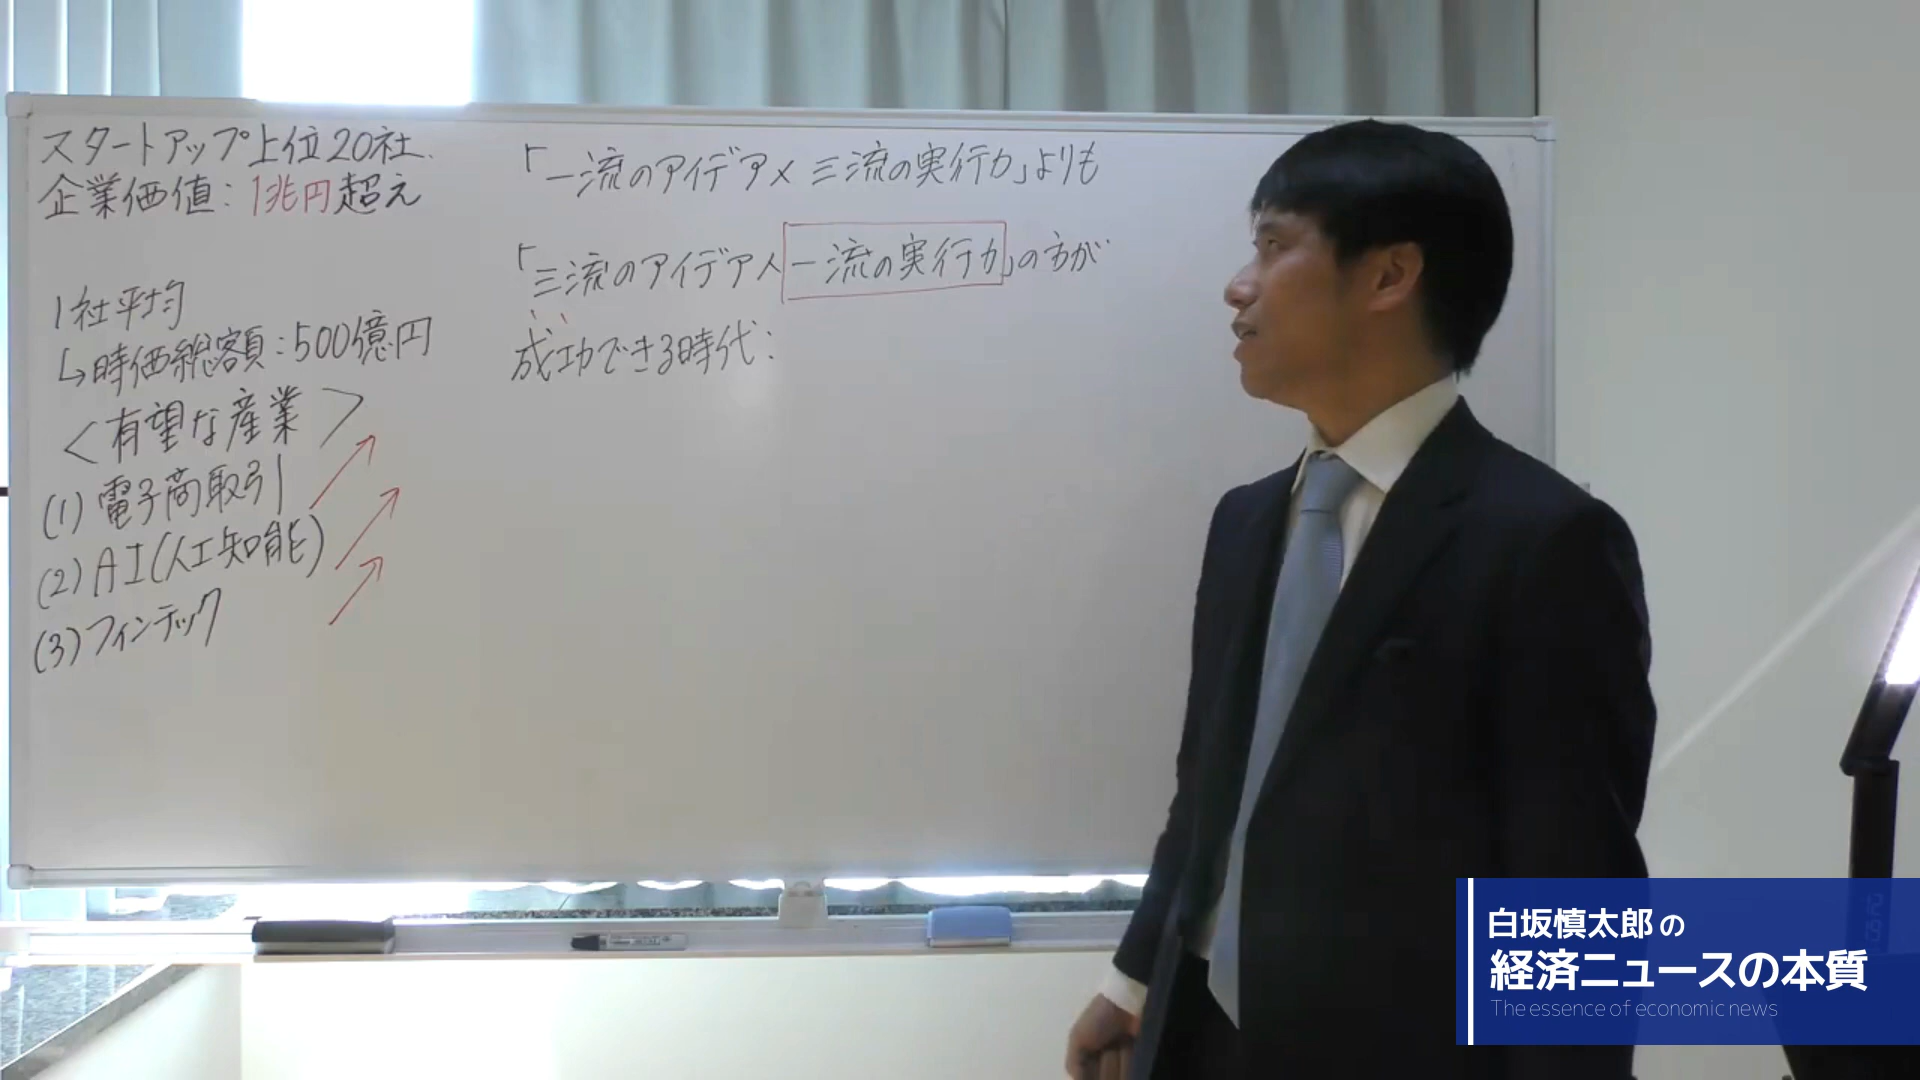 スタートアップ上位20社
企業価値：1兆円超え
1社平均
↳時価総額：500億円
<有望な産業>
(1)電子商取引
(2)AI(人工知能)
(3)フィンテック
「一流のアイデア×三流の実行力」よりも
「三流のアイデア×一流の実行力」の方が
成功できる時代：
白坂慎太郎の
経済ニュースの本質
The essence of economic news